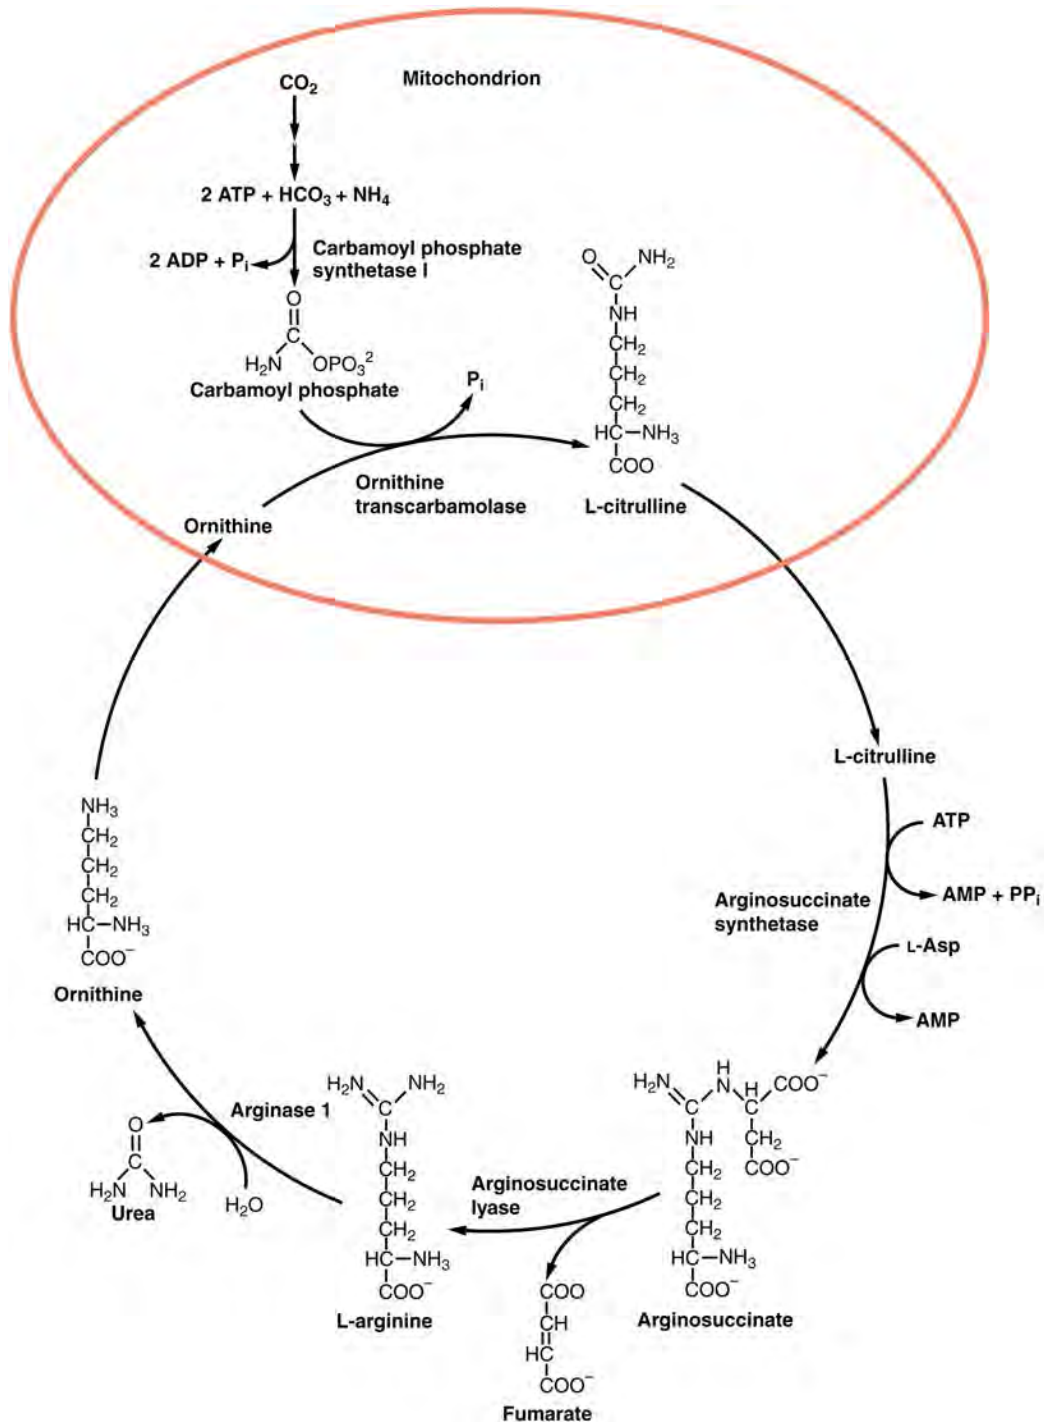 Mitochondrion
CO₂
2 ATP + HCO₃ + NH₄
2 ADP + Pᵢ
Carbamoyl phosphate
synthetase I
O
C
H₂N
OPO₃²
Carbamoyl phosphate
Pᵢ
O
NH₂
C
NH
CH₂
CH₂
CH₂
HC–NH₃
COO
L-citrulline
Ornithine
transcarbamolase
Ornithine
L-citrulline
ATP
AMP + PPᵢ
Arginosuccinate
synthetase
L-Asp
AMP
NH₃
CH₂
CH₂
CH₂
HC–NH₃
COO⁻
Ornithine
H₂N
H
N
H
COO⁻
C
C
NH
CH₂
COO⁻
CH₂
CH₂
CH₂
HC–NH₃
COO⁻
Arginosuccinate
Arginosuccinate
lyase
COO
CH
HC
COO⁻
Fumarate
H₂N
NH₂
C
NH
CH₂
CH₂
CH₂
HC–NH₃
COO⁻
L-arginine
Arginase 1
H₂O
O
C
H₂N
NH₂
Urea